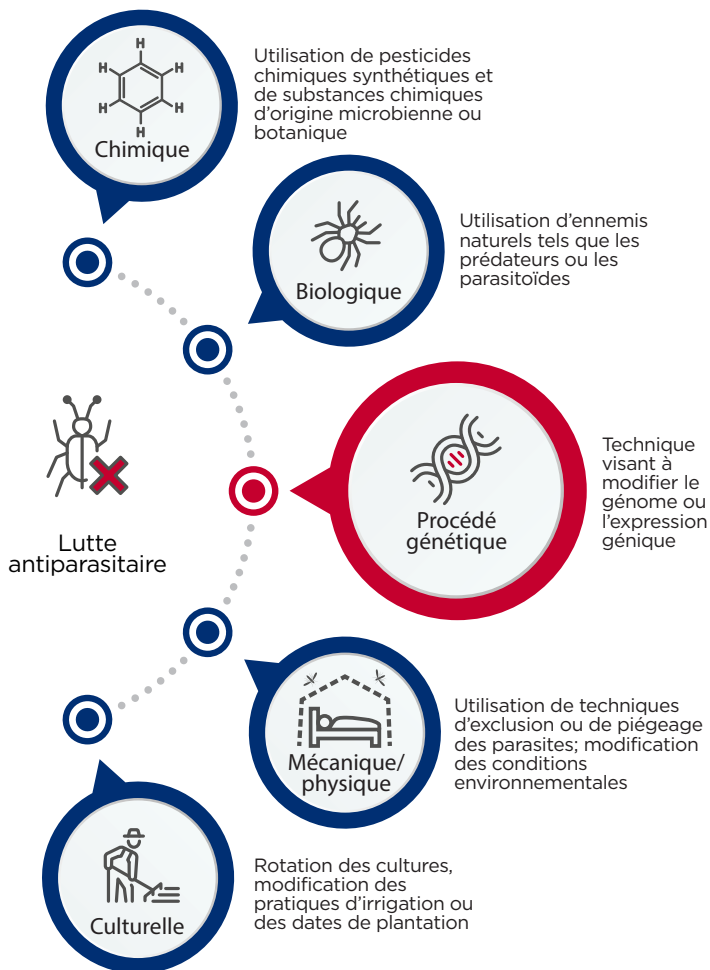 H
H
H
H
H
H
Chimique
Utilisation de pesticides
chimiques synthétiques et
de substances chimiques
d'origine microbienne ou
botanique
Biologique
Utilisation d'ennemis
naturels tels que les
prédateurs ou les
parasitoïdes
Lutte
antiparasitaire
Procédé
génétique
Technique
visant à
modifier le
génome ou
l'expression
génique
Mécanique/
physique
Utilisation de techniques
d'exclusion ou de piégeage
des parasites; modification
des conditions
environnementales
Culturelle
Rotation des cultures,
modification des
pratiques d'irrigation ou
des dates de plantation